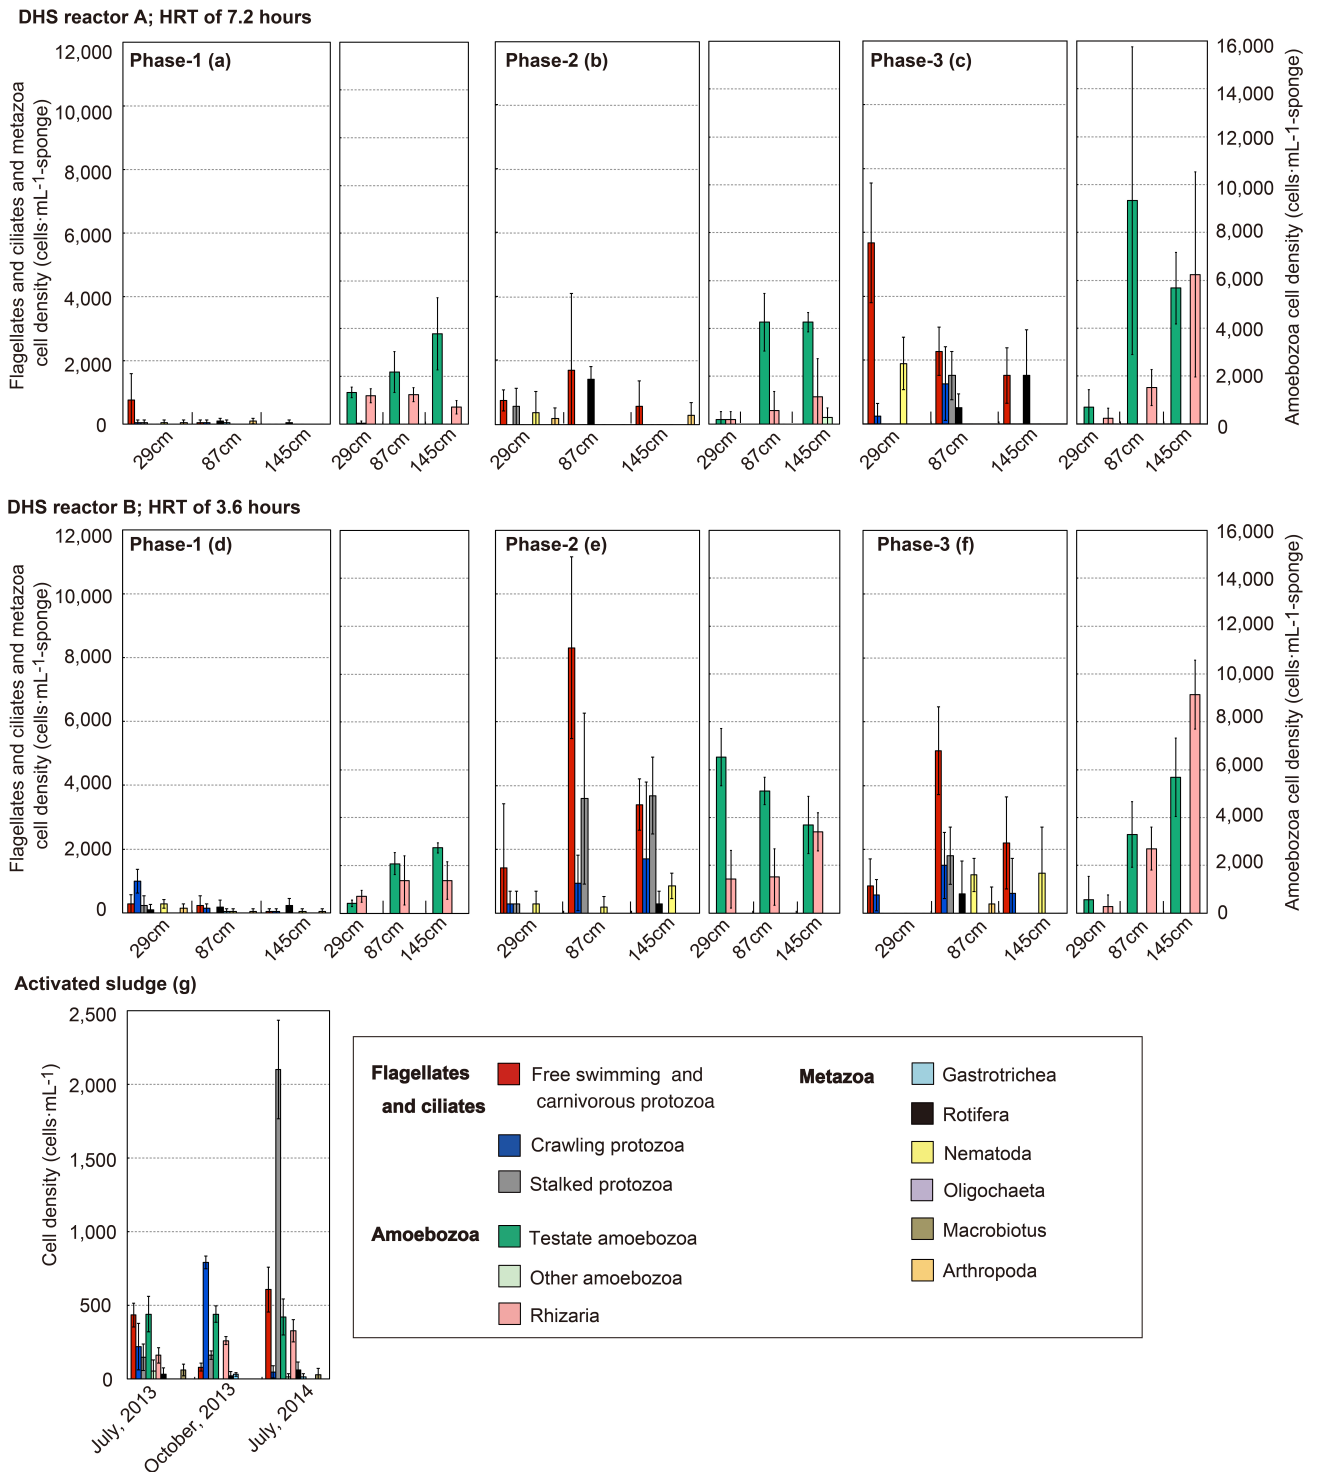 DHS reactor A; HRT of 7.2 hours
Flagellates and ciliates and metazoa
cell density (cells·mL-1-sponge)
12,000
10,000
8,000
6,000
4,000
2,000
0
Phase-1 (a)
29cm
87cm
145cm
29cm
87cm
145cm
Phase-2 (b)
29cm
87cm
145cm
29cm
87cm
145cm
Phase-3 (c)
29cm
87cm
145cm
29cm
87cm
145cm
16,000
14,000
12,000
10,000
8,000
6,000
4,000
2,000
0
Amoebozoa cell density (cells·mL-1-sponge)
DHS reactor B; HRT of 3.6 hours
Flagellates and ciliates and metazoa
cell density (cells·mL-1-sponge)
12,000
10,000
8,000
6,000
4,000
2,000
0
Phase-1 (d)
29cm
87cm
145cm
29cm
87cm
145cm
Phase-2 (e)
29cm
87cm
145cm
29cm
87cm
145cm
Phase-3 (f)
29cm
87cm
145cm
29cm
87cm
145cm
16,000
14,000
12,000
10,000
8,000
6,000
4,000
2,000
0
Amoebozoa cell density (cells·mL-1-sponge)
Activated sludge (g)
Cell density (cells·mL-1)
2,500
2,000
1,500
1,000
500
0
July, 2013
October, 2013
July, 2014
Flagellates
and ciliates
Free swimming and
carnivorous protozoa
Crawling protozoa
Stalked protozoa
Amoebozoa
Testate amoebozoa
Other amoebozoa
Rhizaria
Metazoa
Gastrotrichea
Rotifera
Nematoda
Oligochaeta
Macrobiotus
Arthropoda